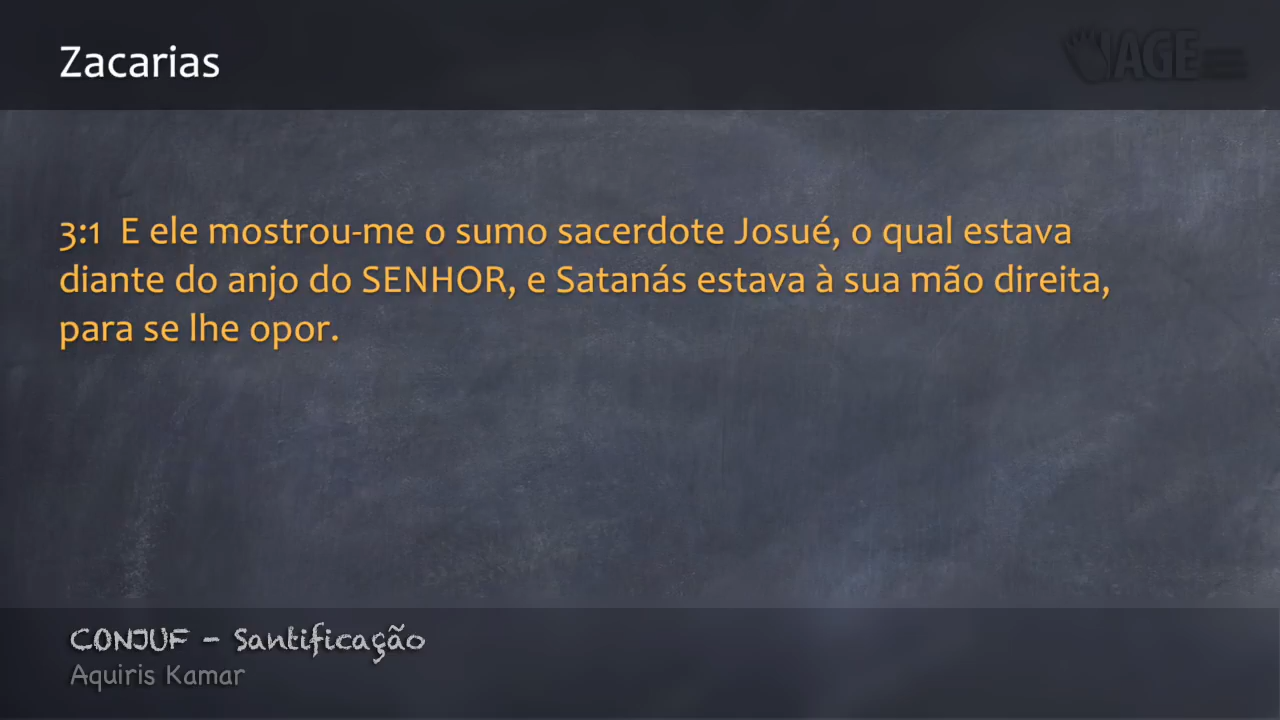 Zacarias
IAGE
3:1 E ele mostrou-me o sumo sacerdote Josué, o qual estava
diante do anjo do SENHOR, e Satanás estava à sua mão direita,
para se lhe opor.
CONJUF - Santificação
Aquiris Kamar